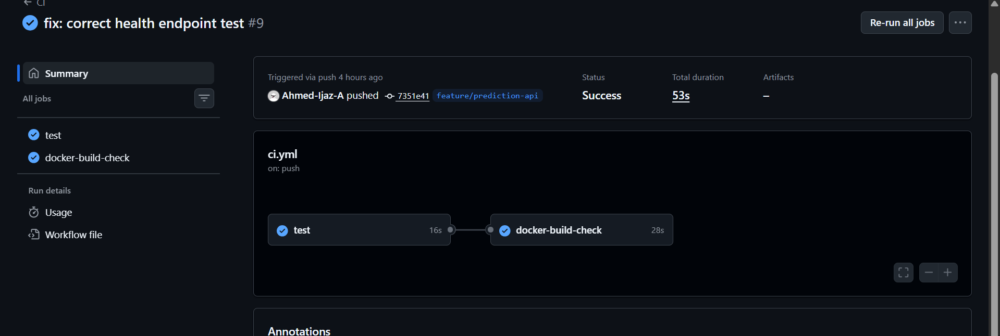 ← CI
fix: correct health endpoint test #9
Re-run all jobs
Summary
All jobs
test
docker-build-check
Run details
Usage
Workflow file
Triggered via push 4 hours ago
Ahmed-Ijaz-A pushed 7351e41 feature/prediction-api
Status
Success
Total duration
53s
Artifacts
–
ci.yml
on: push
test 16s
docker-build-check 28s
Annotations